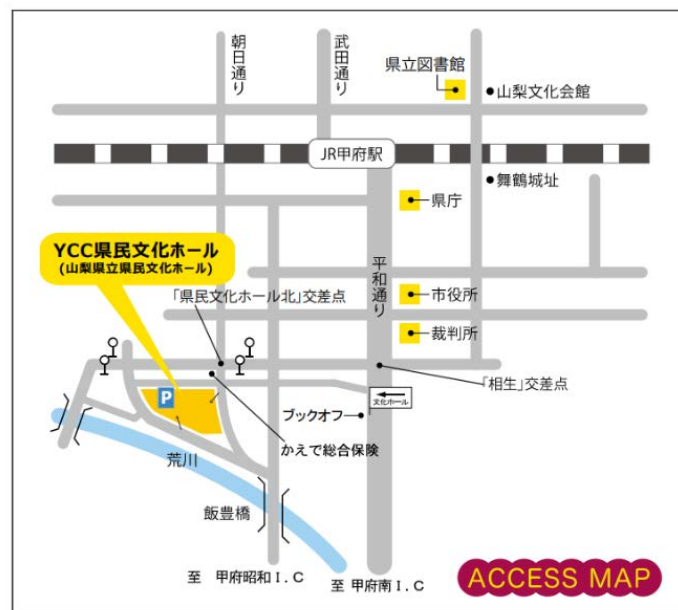 朝日通り
武田通り
県立図書館
山梨文化会館
JR甲府駅
舞鶴城址
県庁
YCC県民文化ホール
(山梨県立県民文化ホール)
平和通り
市役所
「県民文化ホール北」交差点
裁判所
「相生」交差点
P
文化ホール
ブックオフ
かえで総合保険
荒川
飯豊橋
至 甲府昭和I.C
至 甲府南I.C
ACCESS MAP